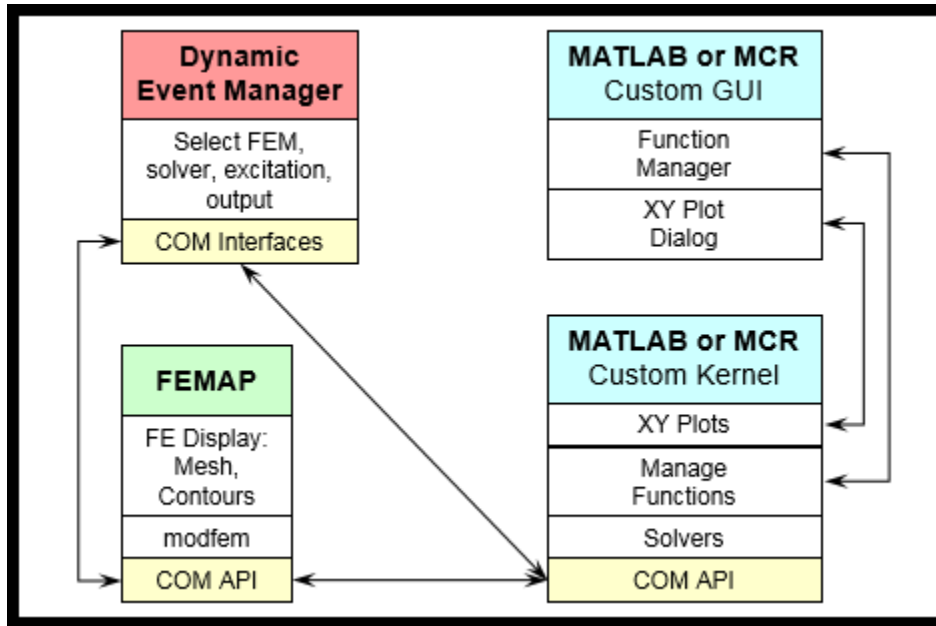 Dynamic
Event Manager
Select FEM,
solver, excitation,
output
COM Interfaces
MATLAB or MCR
Custom GUI
Function
Manager
XY Plot
Dialog
FEMAP
FE Display:
Mesh,
Contours
modfem
COM API
MATLAB or MCR
Custom Kernel
XY Plots
Manage
Functions
Solvers
COM API